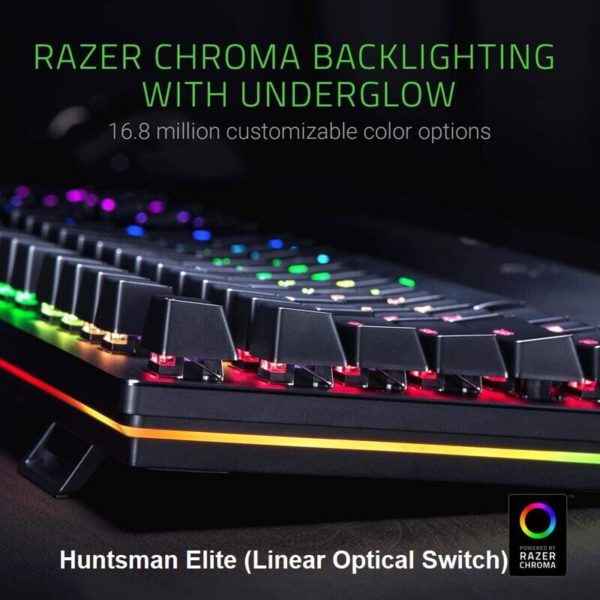 RAZER CHROMA BACKLIGHTING
WITH UNDERGLOW
16.8 million customizable color options
Huntsman Elite (Linear Optical Switch)
POWERED BY
RAZER
CHROMA